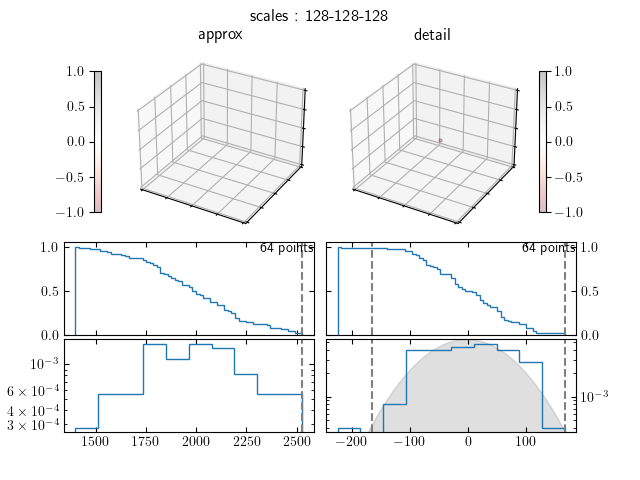 scales : 128-128-128
approx detail
1.0 1.0
0.5 0.5
0.0 0.0
−0.5 −0.5
−1.0 −1.0
64 points 64 points
1.0 1.0
0.5 0.5
0.0 0.0
10⁻³
6 × 10⁻⁴ 10⁻³
4 × 10⁻⁴
3 × 10⁻⁴
1500 1750 2000 2250 2500 −200 −100 0 100